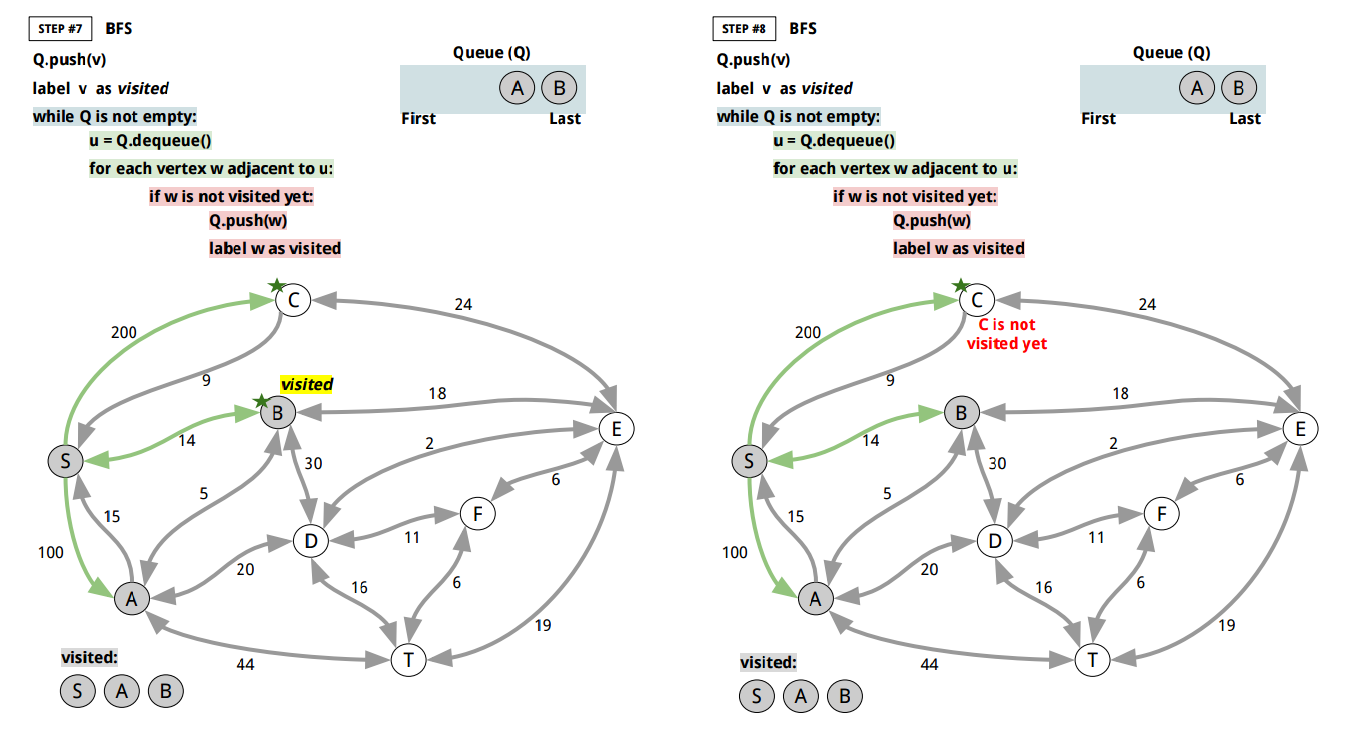 STEP #7 BFS
Q.push(v)
label v as visited
while Q is not empty:
u = Q.dequeue()
for each vertex w adjacent to u:
if w is not visited yet:
Q.push(w)
label w as visited
Queue (Q)
A B
First Last
C
200
24
9
visited
B
18
14
S
E
2
30
5
6
15
F
D
11
100
20
16
6
A
19
T
44
visited:
S A B
STEP #8 BFS
Q.push(v)
label v as visited
while Q is not empty:
u = Q.dequeue()
for each vertex w adjacent to u:
if w is not visited yet:
Q.push(w)
label w as visited
Queue (Q)
A B
First Last
C
C is not
visited yet
200
24
9
B
18
14
S
E
2
30
5
6
15
F
D
11
100
20
16
6
A
19
T
44
visited:
S A B